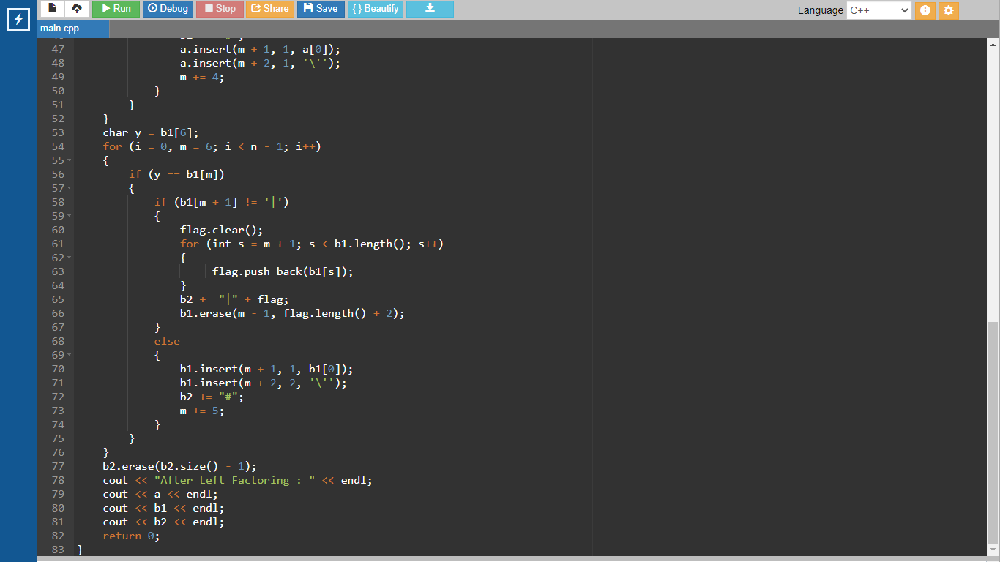 Run Debug Stop Share Save { } Beautify Language C++
main.cpp
47 a.insert(m + 1, 1, a[0]);
48 a.insert(m + 2, 1, '\'');
49 m += 4;
50 }
51 }
52 }
53 char y = b1[6];
54 for (i = 0, m = 6; i < n - 1; i++)
55 {
56 if (y == b1[m])
57 {
58 if (b1[m + 1] != '|')
59 {
60 flag.clear();
61 for (int s = m + 1; s < b1.length(); s++)
62 {
63 flag.push_back(b1[s]);
64 }
65 b2 += "|" + flag;
66 b1.erase(m - 1, flag.length() + 2);
67 }
68 else
69 {
70 b1.insert(m + 1, 1, b1[0]);
71 b1.insert(m + 2, 2, '\'');
72 b2 += "#";
73 m += 5;
74 }
75 }
76 }
77 b2.erase(b2.size() - 1);
78 cout << "After Left Factoring : " << endl;
79 cout << a << endl;
80 cout << b1 << endl;
81 cout << b2 << endl;
82 return 0;
83 }